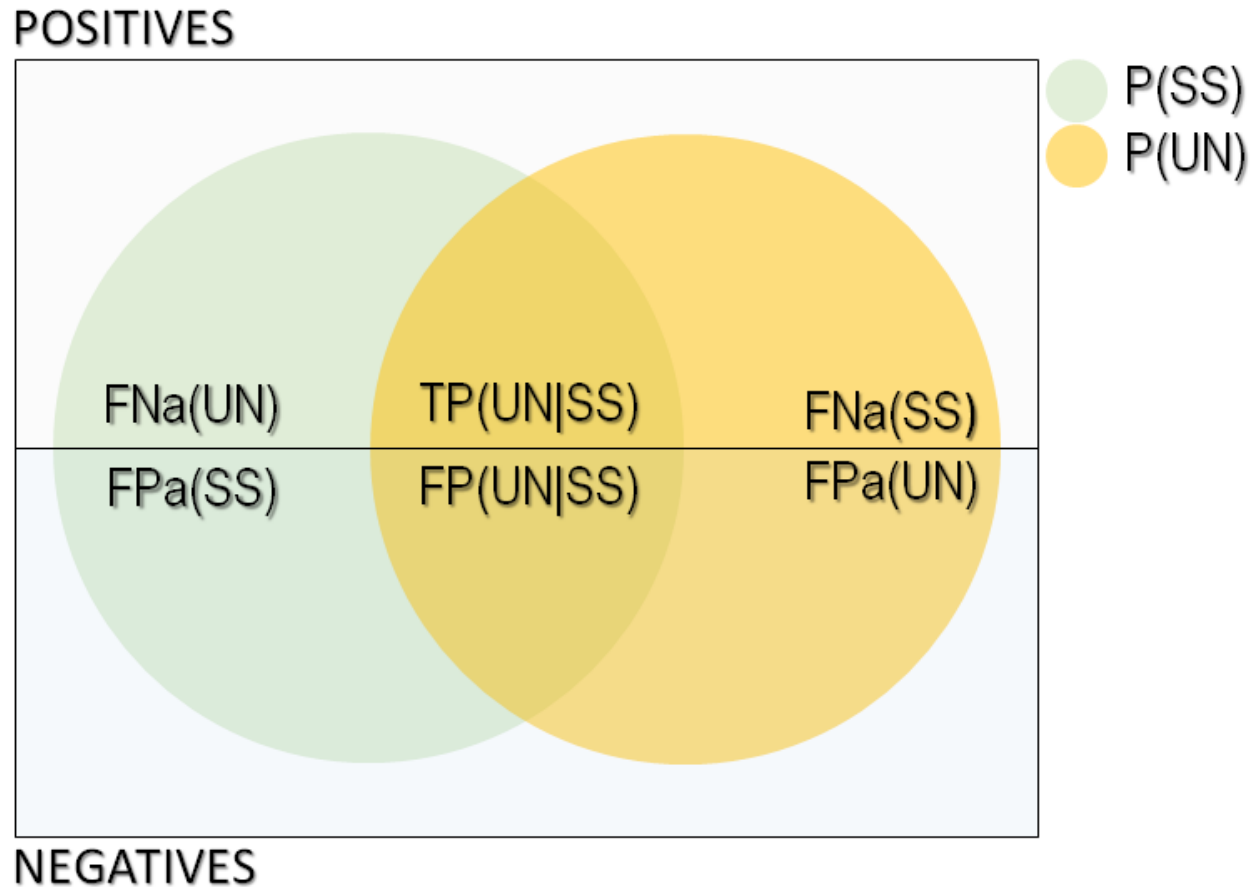 POSITIVES
P(SS)
P(UN)
FNa(UN)
TP(UN|SS)
FNa(SS)
FPa(SS)
FP(UN|SS)
FPa(UN)
NEGATIVES